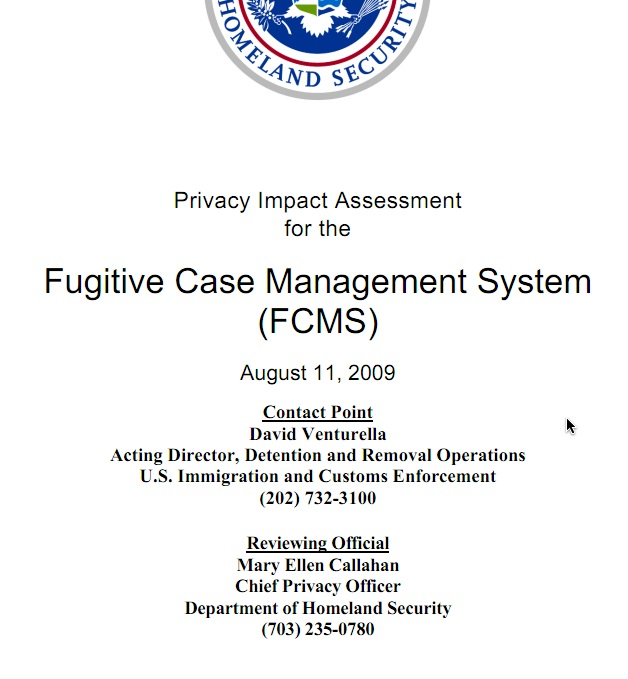 HOMELAND SECURITY
Privacy Impact Assessment
for the
Fugitive Case Management System
(FCMS)
August 11, 2009
Contact Point
David Venturella
Acting Director, Detention and Removal Operations
U.S. Immigration and Customs Enforcement
(202) 732-3100
Reviewing Official
Mary Ellen Callahan
Chief Privacy Officer
Department of Homeland Security
(703) 235-0780